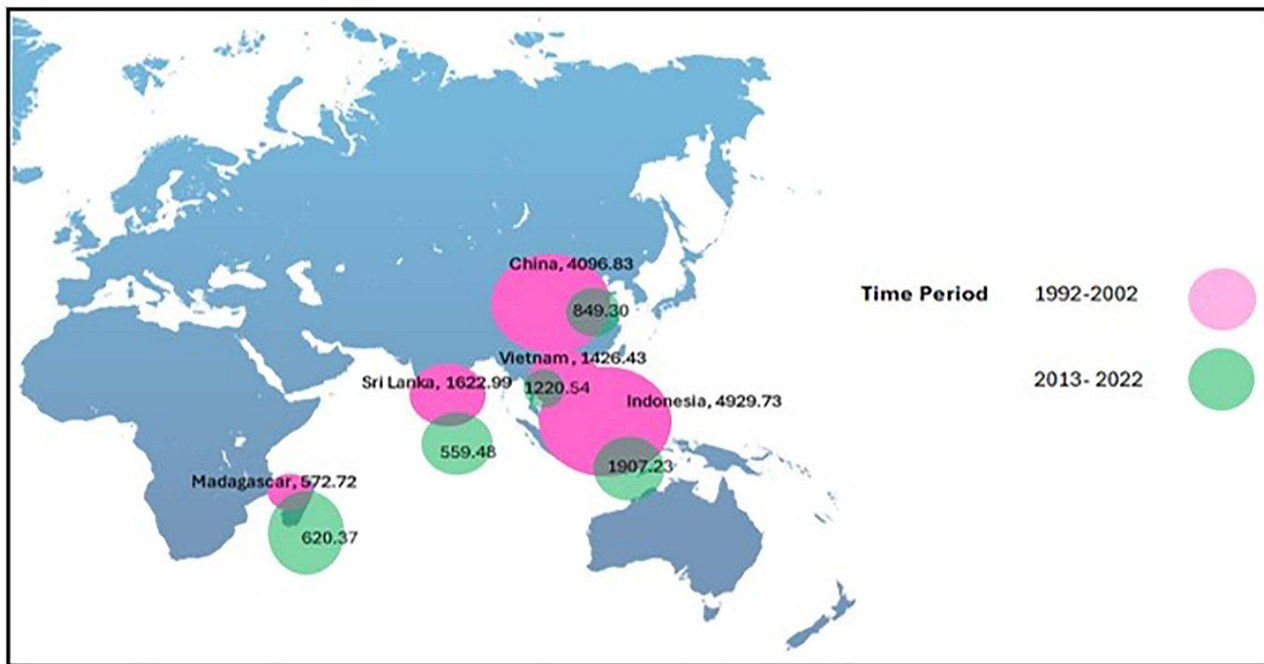 China, 4096.83
849.30
Time Period 1992-2002
Vietnam , 1426.43
Sri Lanka, 1622.99
1220.54
2013- 2022
Indonesia, 4929.73
559.48
1907.23
Madagascar, 572.72
620.37